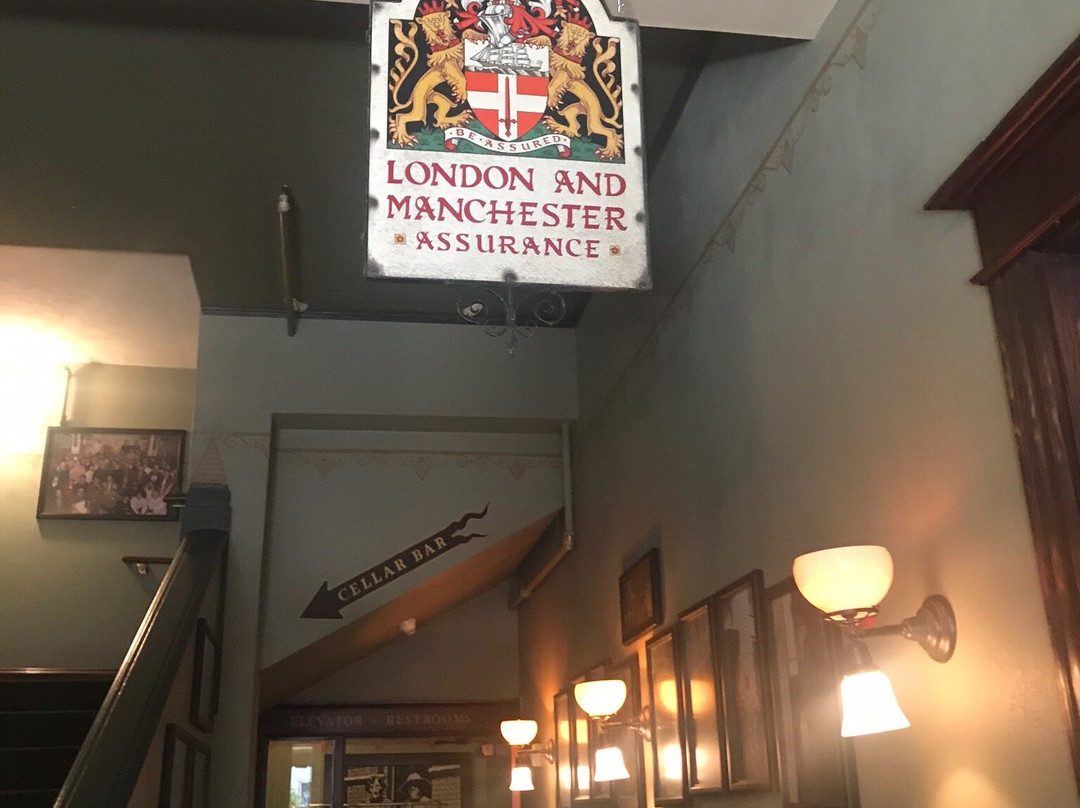 ·BE·ASSURED·
LONDON AND
MANCHESTER
ASSURANCE
CELLAR BAR
ELEVATOR · RESTROOMS